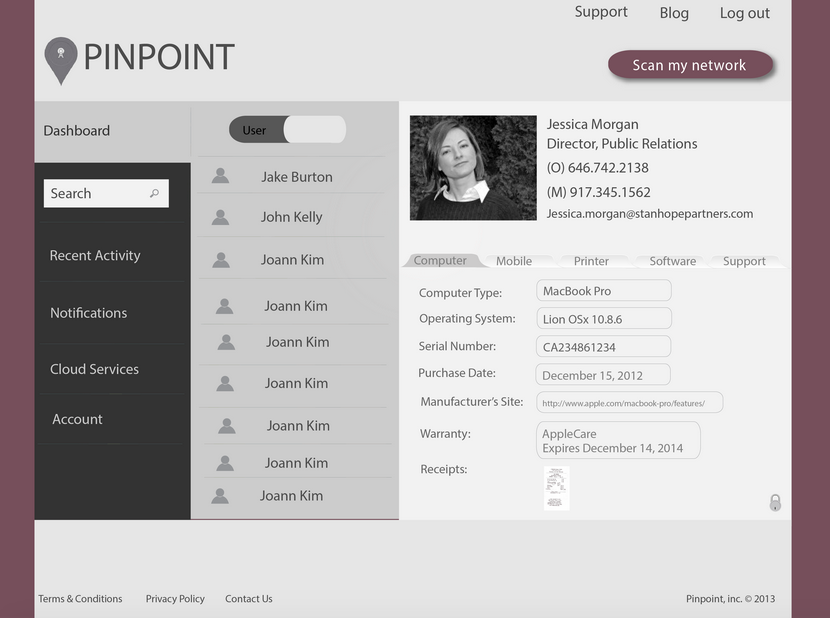 Support Blog Log out
PINPOINT
Scan my network
Dashboard
Search
Recent Activity
Notifications
Cloud Services
Account
User
Jake Burton
John Kelly
Joann Kim
Joann Kim
Joann Kim
Joann Kim
Joann Kim
Joann Kim
Joann Kim
Jessica Morgan
Director, Public Relations
(O) 646.742.2138
(M) 917.345.1562
Jessica.morgan@stanhopepartners.com
Computer Mobile Printer Software Support
Computer Type: MacBook Pro
Operating System: Lion OSx 10.8.6
Serial Number: CA234861234
Purchase Date: December 15, 2012
Manufacturer's Site: http://www.apple.com/macbook-pro/features/
Warranty: AppleCare
Expires December 14, 2014
Receipts:
Terms & Conditions Privacy Policy Contact Us
Pinpoint, inc. © 2013